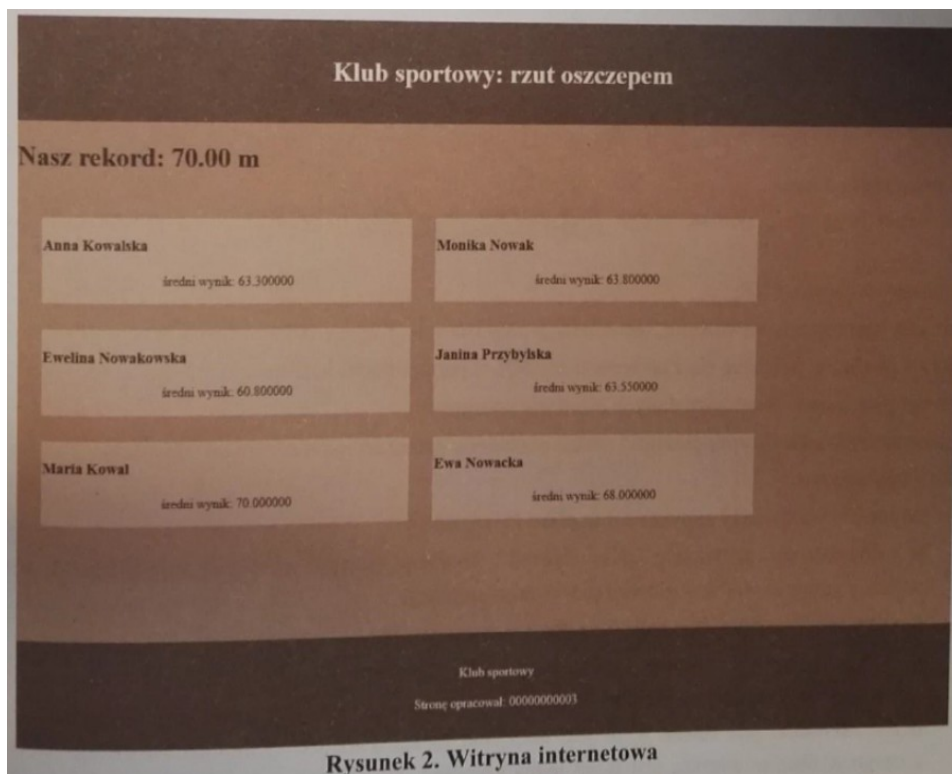 Klub sportowy: rzut oszczepem
Nasz rekord: 70.00 m
Anna Kowalska
średni wynik: 63.300000
Monika Nowak
średni wynik: 63.800000
Ewelina Nowakowska
średni wynik: 60.800000
Janina Przybylska
średni wynik: 63.550000
Maria Kowal
średni wynik: 70.000000
Ewa Nowacka
średni wynik: 68.000000
Klub sportowy
Stronę opracował: 00000000003
Rysunek 2. Witryna internetowa